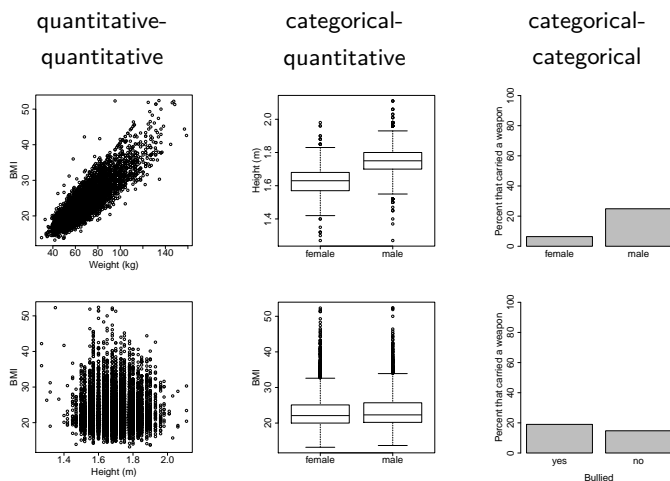 quantitative-
quantitative
categorical-
quantitative
categorical-
categorical
BMI
50
40
30
20
40
60
80
100
140
Weight (kg)
Height (m)
2.0
1.8
1.6
1.4
female
male
Percent that carried a weapon
100
80
60
40
20
0
female
male
BMI
50
40
30
20
1.4
1.6
1.8
2.0
Height (m)
BMI
50
40
30
20
female
male
Percent that carried a weapon
100
80
60
40
20
0
yes
no
Bullied